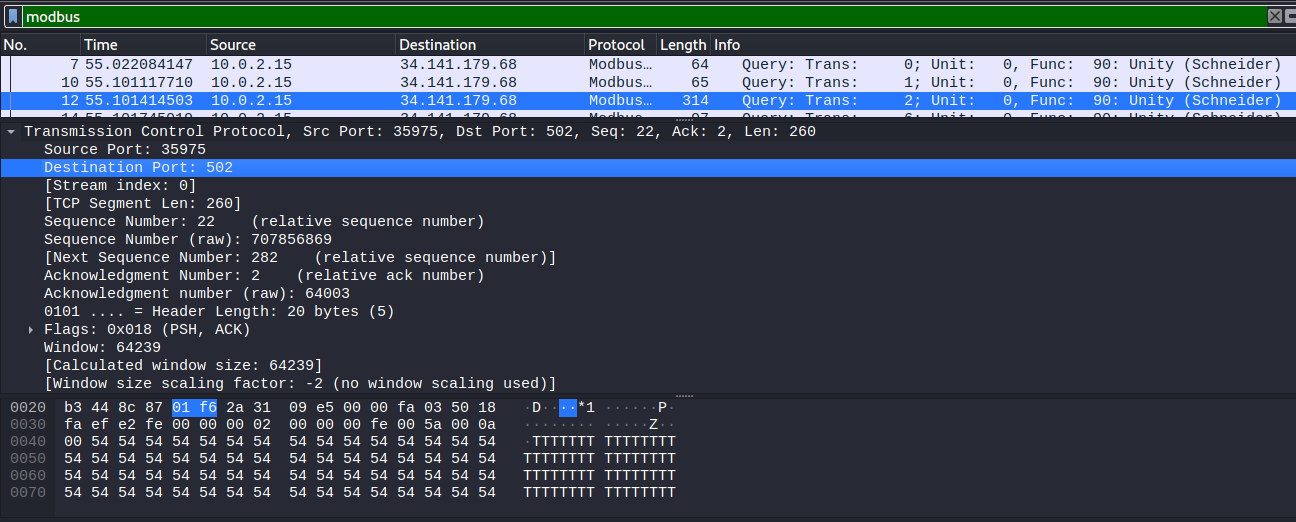 modbus
No. Time Source Destination Protocol Length Info
7 55.022084147 10.0.2.15 34.141.179.68 Modbus… 64 Query: Trans: 0; Unit: 0, Func: 90: Unity (Schneider)
10 55.101117710 10.0.2.15 34.141.179.68 Modbus… 65 Query: Trans: 1; Unit: 0, Func: 90: Unity (Schneider)
12 55.101414503 10.0.2.15 34.141.179.68 Modbus… 314 Query: Trans: 2; Unit: 0, Func: 90: Unity (Schneider)
Transmission Control Protocol, Src Port: 35975, Dst Port: 502, Seq: 22, Ack: 2, Len: 260
Source Port: 35975
Destination Port: 502
[Stream index: 0]
[TCP Segment Len: 260]
Sequence Number: 22 (relative sequence number)
Sequence Number (raw): 707856869
[Next Sequence Number: 282 (relative sequence number)]
Acknowledgment Number: 2 (relative ack number)
Acknowledgment number (raw): 64003
0101 .... = Header Length: 20 bytes (5)
Flags: 0x018 (PSH, ACK)
Window: 64239
[Calculated window size: 64239]
[Window size scaling factor: -2 (no window scaling used)]
0020 b3 44 8c 87 01 f6 2a 31 09 e5 00 00 fa 03 50 18 ·D····*1 ······P·
0030 fa ef e2 fe 00 00 00 02 00 00 00 fe 00 5a 00 0a ········ ·····Z··
0040 00 54 54 54 54 54 54 54 54 54 54 54 54 54 54 54 ·TTTTTTT TTTTTTTT
0050 54 54 54 54 54 54 54 54 54 54 54 54 54 54 54 54 TTTTTTTT TTTTTTTT
0060 54 54 54 54 54 54 54 54 54 54 54 54 54 54 54 54 TTTTTTTT TTTTTTTT
0070 54 54 54 54 54 54 54 54 54 54 54 54 54 54 54 54 TTTTTTTT TTTTTTTT